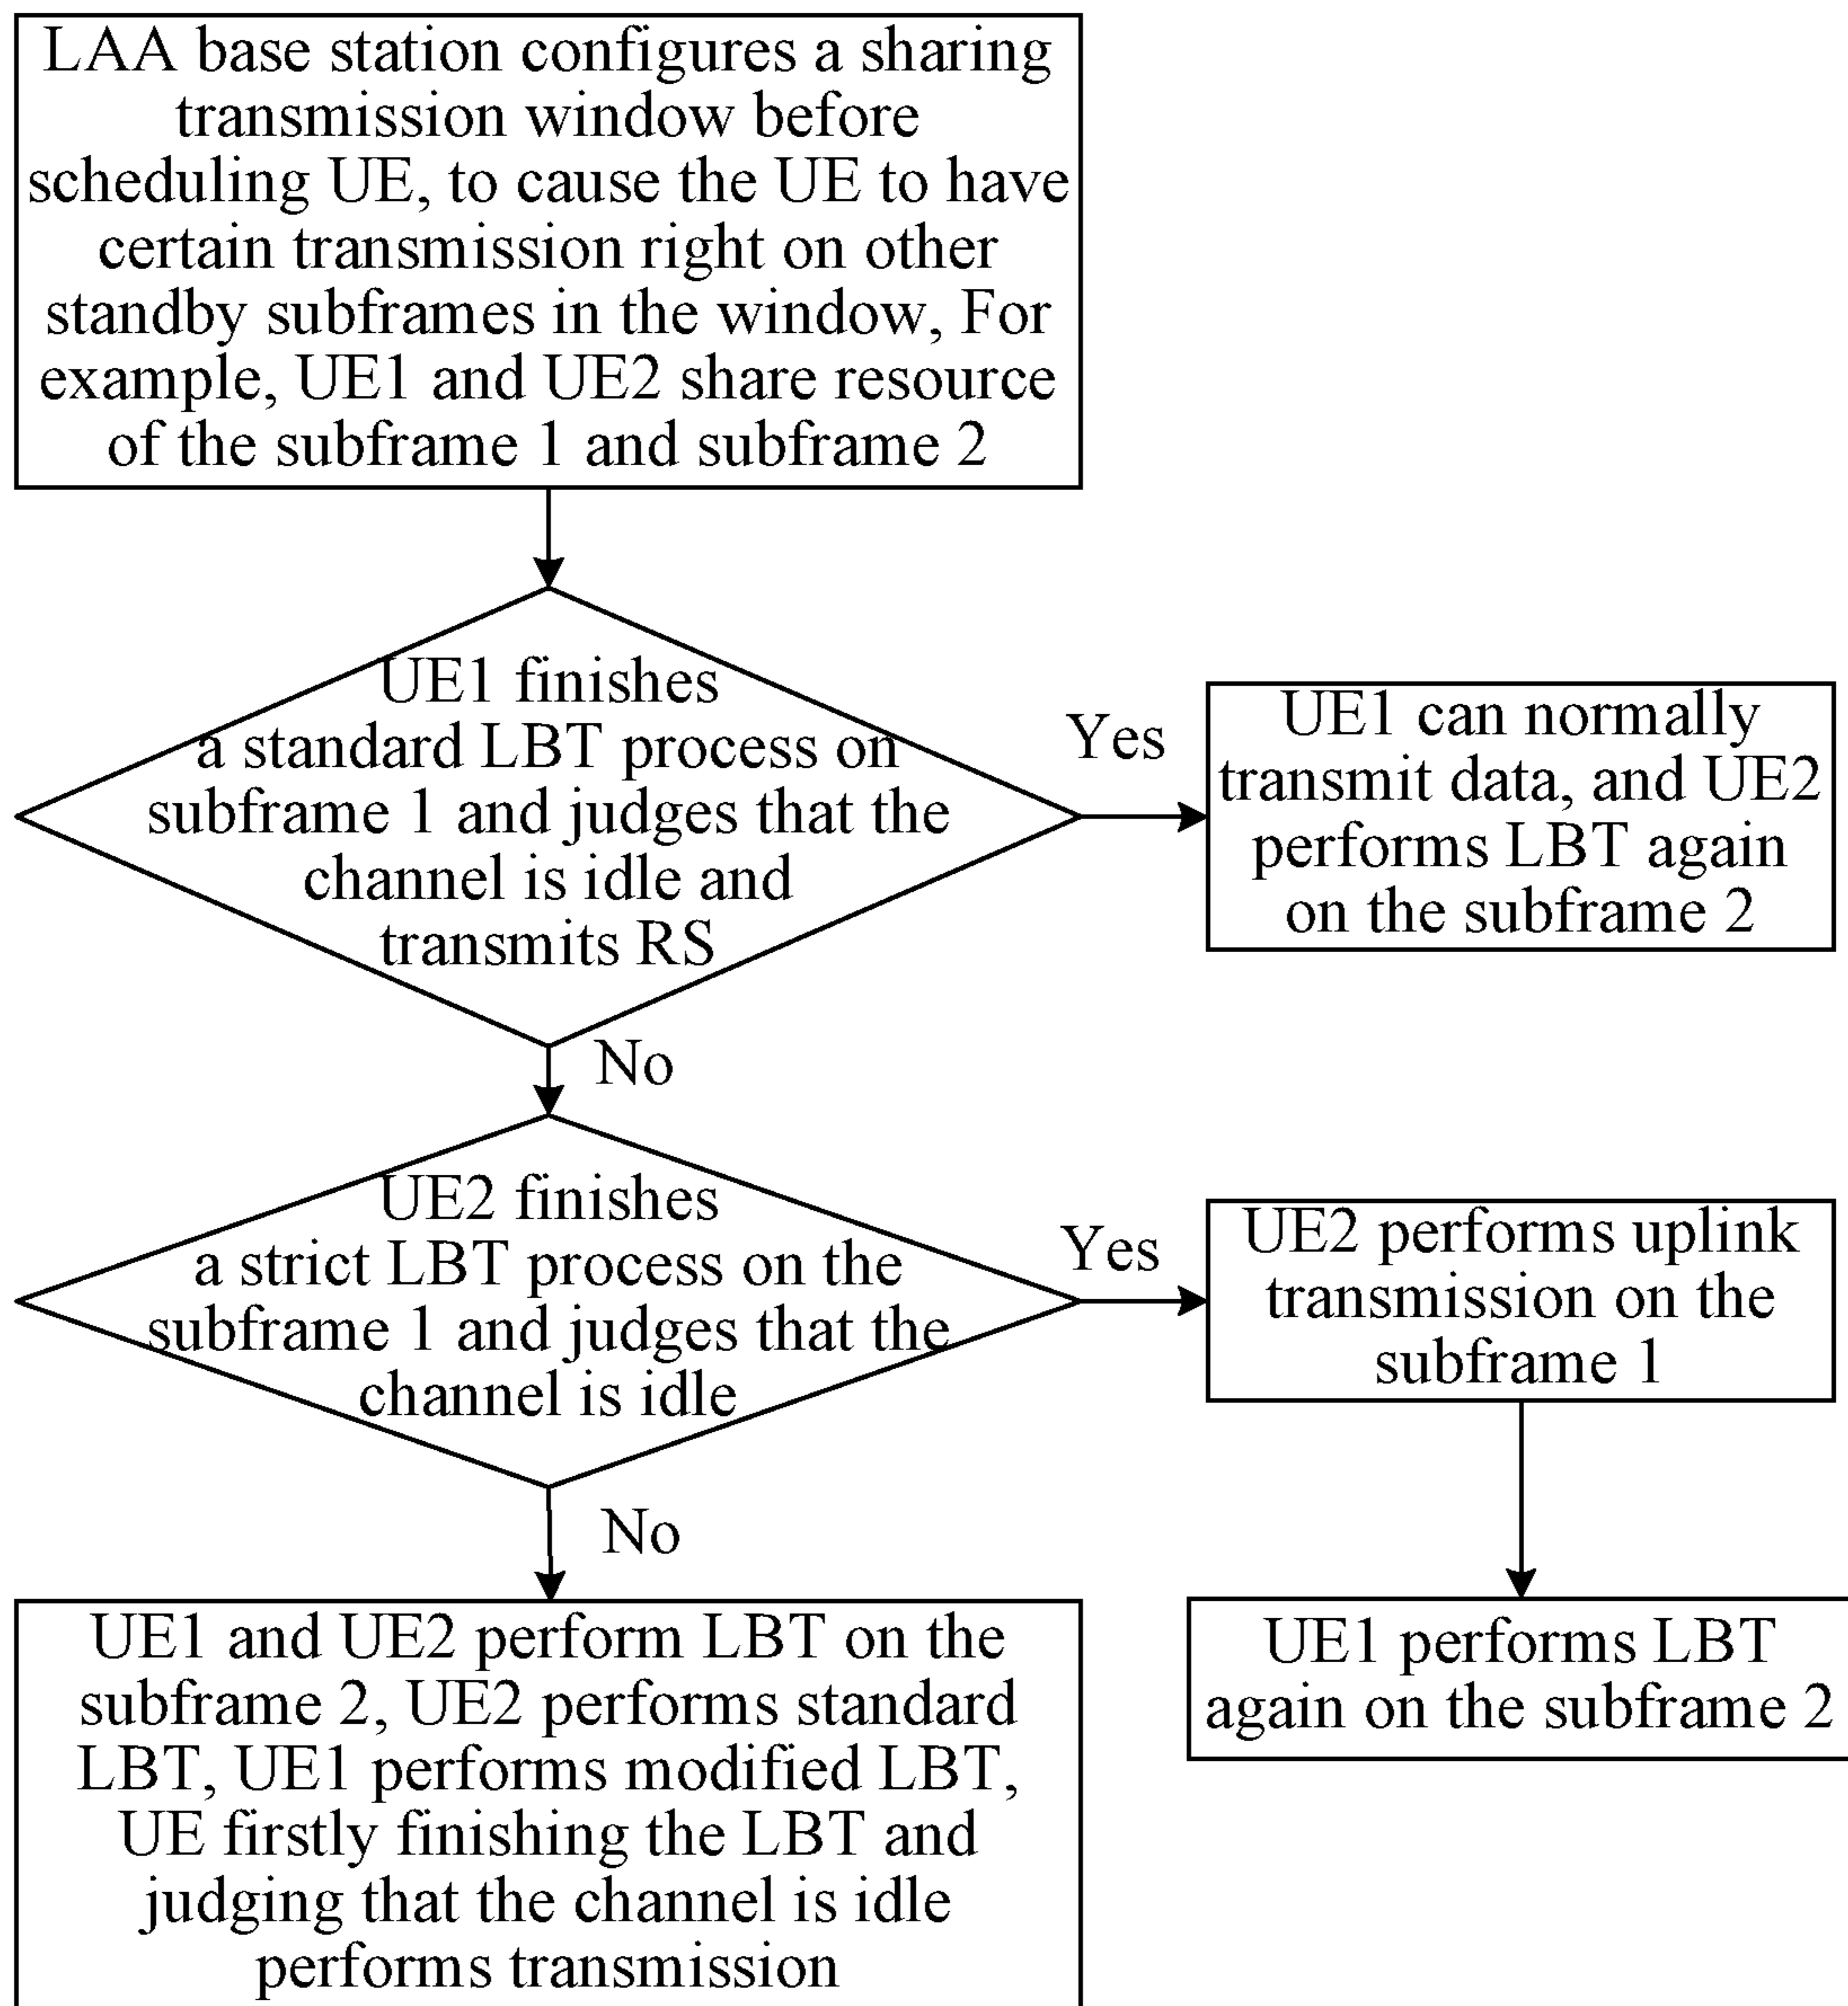 LAA base station configures a sharing
transmission window before
scheduling UE, to cause the UE to have
certain transmission right on other
standby subframes in the window, For
example, UE1 and UE2 share resource
of the subframe 1 and subframe 2
UE1 finishes
a standard LBT process on
subframe 1 and judges that the
channel is idle and
transmits RS
Yes
UE1 can normally
transmit data, and UE2
performs LBT again
on the subframe 2
No
UE2 finishes
a strict LBT process on the
subframe 1 and judges that the
channel is idle
Yes
UE2 performs uplink
transmission on the
subframe 1
No
UE1 and UE2 perform LBT on the
subframe 2, UE2 performs standard
LBT, UE1 performs modified LBT,
UE firstly finishing the LBT and
judging that the channel is idle
performs transmission
UE1 performs LBT
again on the subframe 2